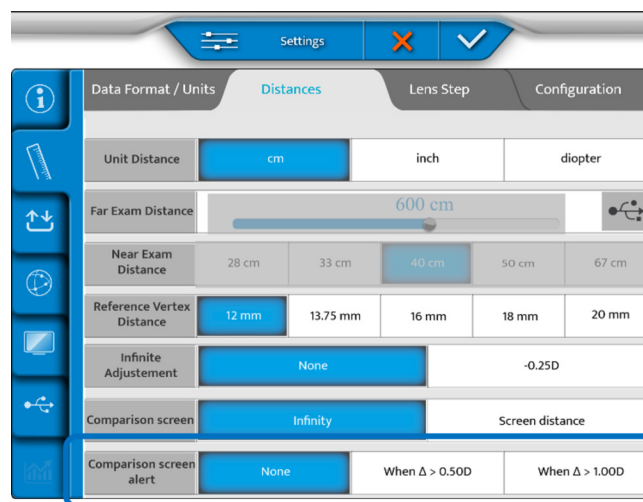 Settings
Data Format / Units Distances Lens Step Configuration
Unit Distance cm inch diopter
Far Exam Distance 600 cm
Near Exam
Distance 28 cm 33 cm 40 cm 50 cm 67 cm
Reference Vertex
Distance 12 mm 13.75 mm 16 mm 18 mm 20 mm
Infinite
Adjustement None -0.25D
Comparison screen Infinity Screen distance
Comparison screen
alert None When Δ > 0.50D When Δ > 1.00D